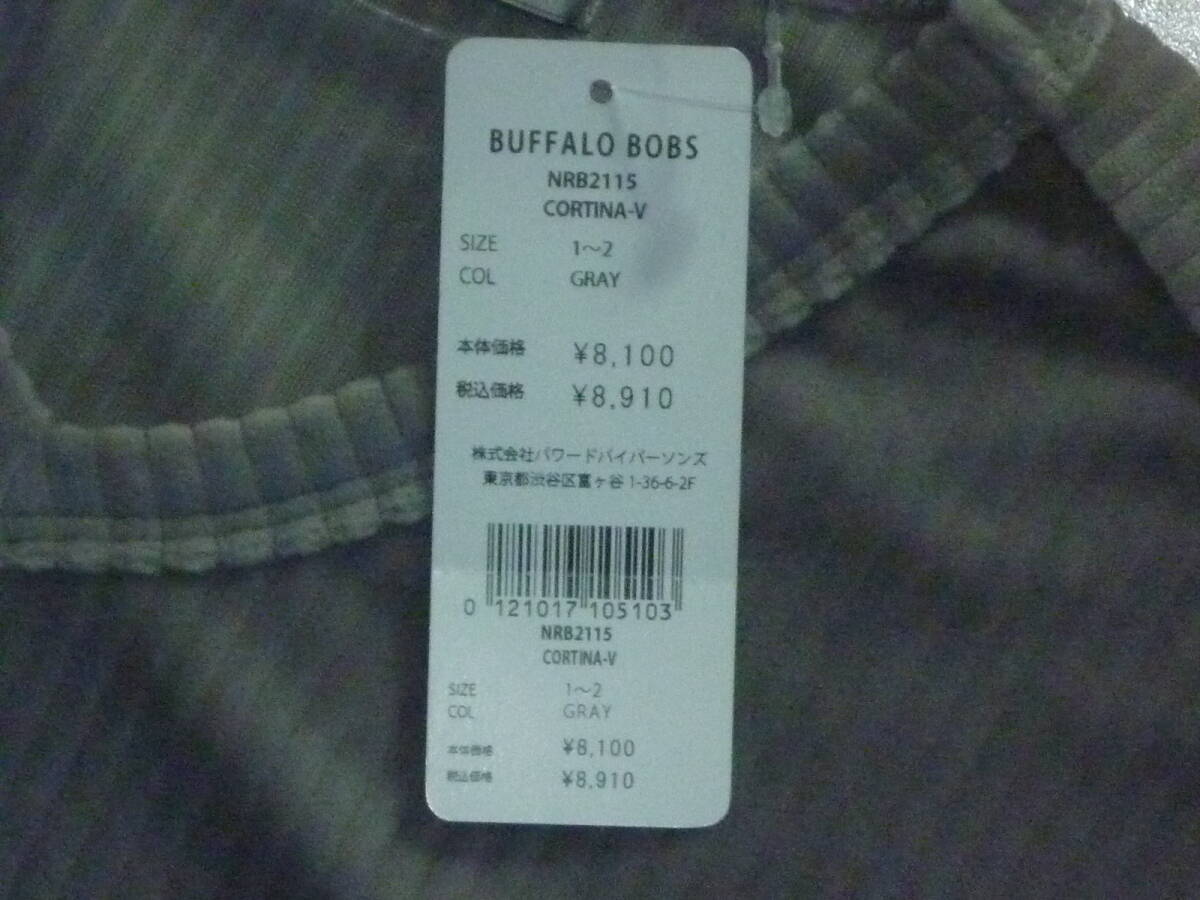 BUFFALO BOBS
NRB2115
CORTINA-V
SIZE 1～2
COL GRAY
本体価格 ¥8,100
税込価格 ¥8,910
株式会社パワードバイパーソンズ
東京都渋谷区富ヶ谷 1-36-6-2F
0 121017 105103
NRB2115
CORTINA-V
SIZE 1～2
COL GRAY
本体価格 ¥8,100
税込価格 ¥8,910